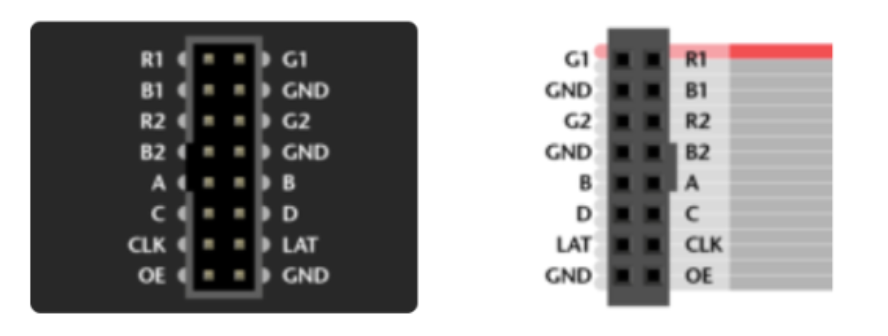 R1 G1 G1 R1
B1 GND GND B1
R2 G2 G2 R2
B2 GND GND B2
A B B A
C D D C
CLK LAT LAT CLK
OE GND GND OE